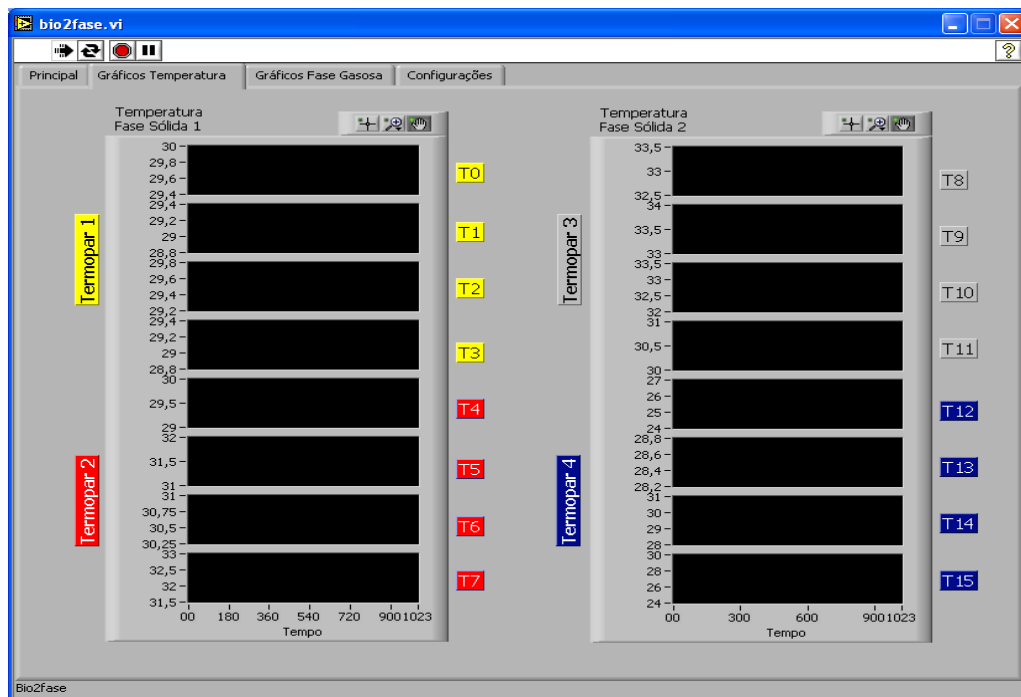 bio2fase.vi
?
Principal
Gráficos Temperatura
Gráficos Fase Gasosa
Configurações
Temperatura
Fase Sólida 1
Termopar 1
Termopar 2
30
29,8
29,6
29,4
29,4
29,2
29
28,8
29,8
29,6
29,4
29,2
29,4
29,2
29
28,8
30
29,5
29
32
31,5
31
31
30,75
30,5
30,25
33
32,5
32
31,5
00 180 360 540 720 900 1023
Tempo
T0
T1
T2
T3
T4
T5
T6
T7
Temperatura
Fase Sólida 2
Termopar 3
Termopar 4
33,5
33
32,5
34
33,5
33
33,5
33
32,5
32
31
30,5
30
27
26
25
24
28,8
28,6
28,4
28,2
31
30
29
28
30
28
26
24
00 300 600 900 1023
Tempo
T8
T9
T10
T11
T12
T13
T14
T15
Bio2fase